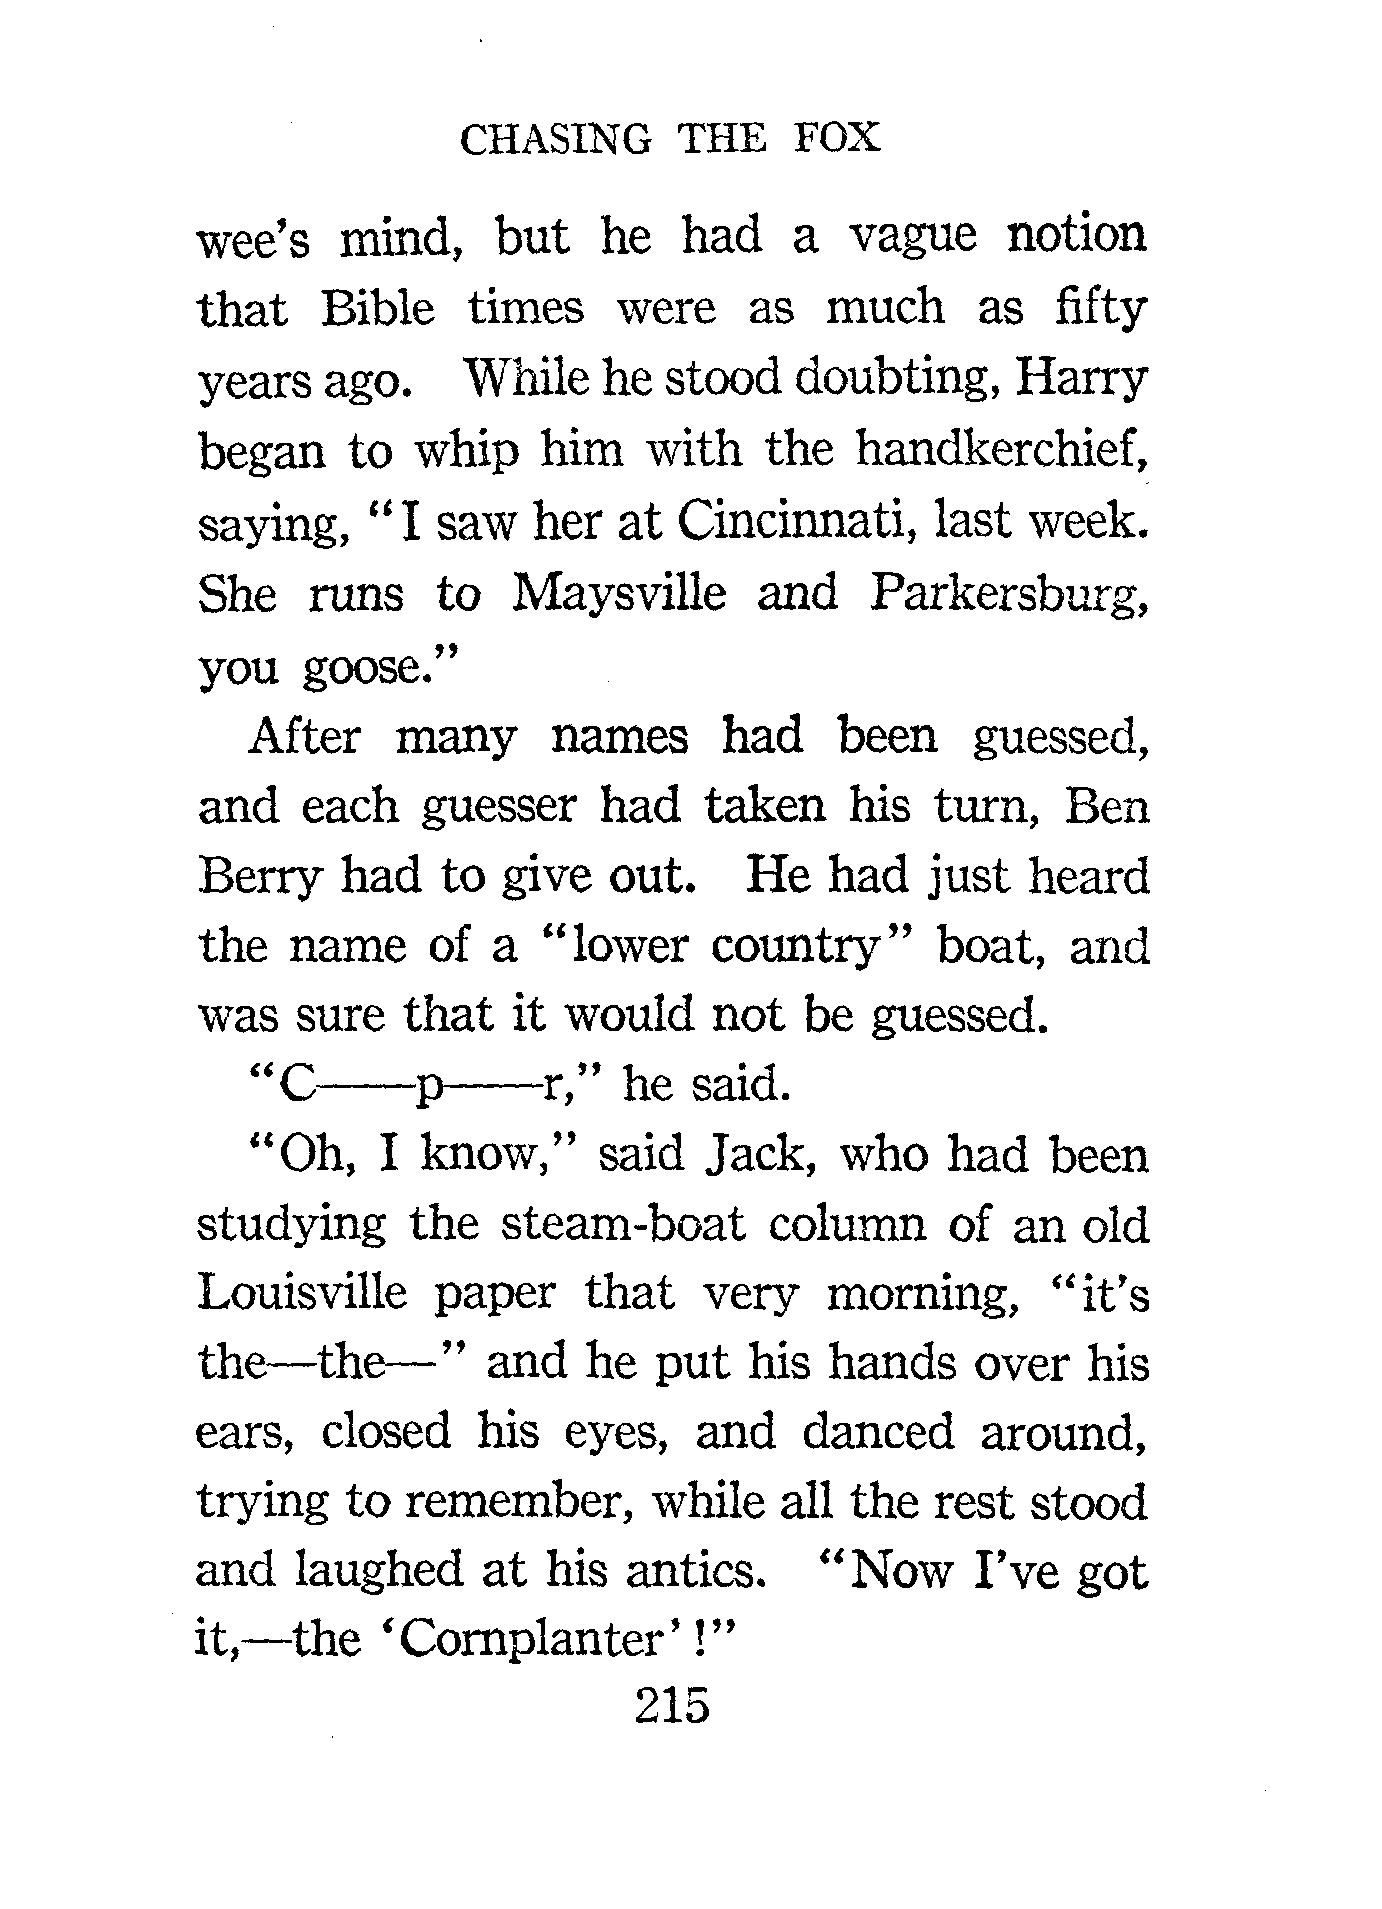 CHASING THE FOX
wee's mind, but he had a vague notion
that Bible times were as much as fifty
years ago. While he stood doubting, Harry
began to whip him with the handkerchief,
saying, "I saw her at Cincinnati, last week.
She runs to Maysville and Parkersburg,
you goose."
After many names had been guessed,
and each guesser had taken his turn, Ben
Berry had to give out. He had just heard
the name of a "lower country" boat, and
was sure that it would not be guessed.
"C——p——r," he said.
"Oh, I know," said Jack, who had been
studying the steam-boat column of an old
Louisville paper that very morning, "it's
the—the—" and he put his hands over his
ears, closed his eyes, and danced around,
trying to remember, while all the rest stood
and laughed at his antics. "Now I've got
it,—the 'Cornplanter'!"
215